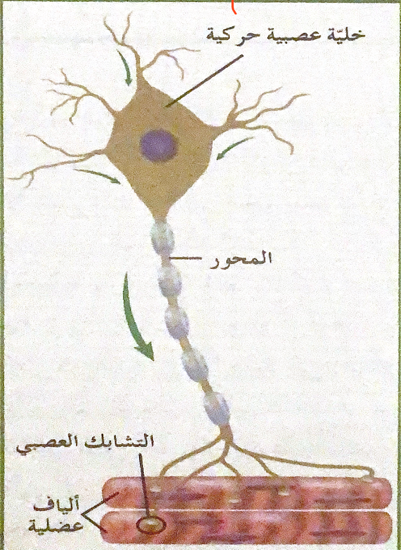 خليّة عصبية حركية
المحور
التشابك العصبي
ألياف
عضلية